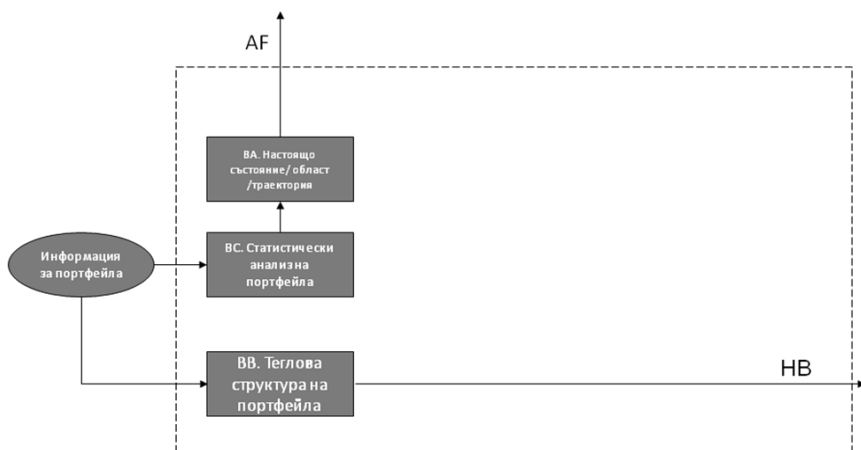 AF
ВА. Настоящо
състояние/ област
/траектория
ВС. Статистически
анализ на
портфейла
Информация
за портфейла
ВВ. Теглова
структура на
портфейла
НВ